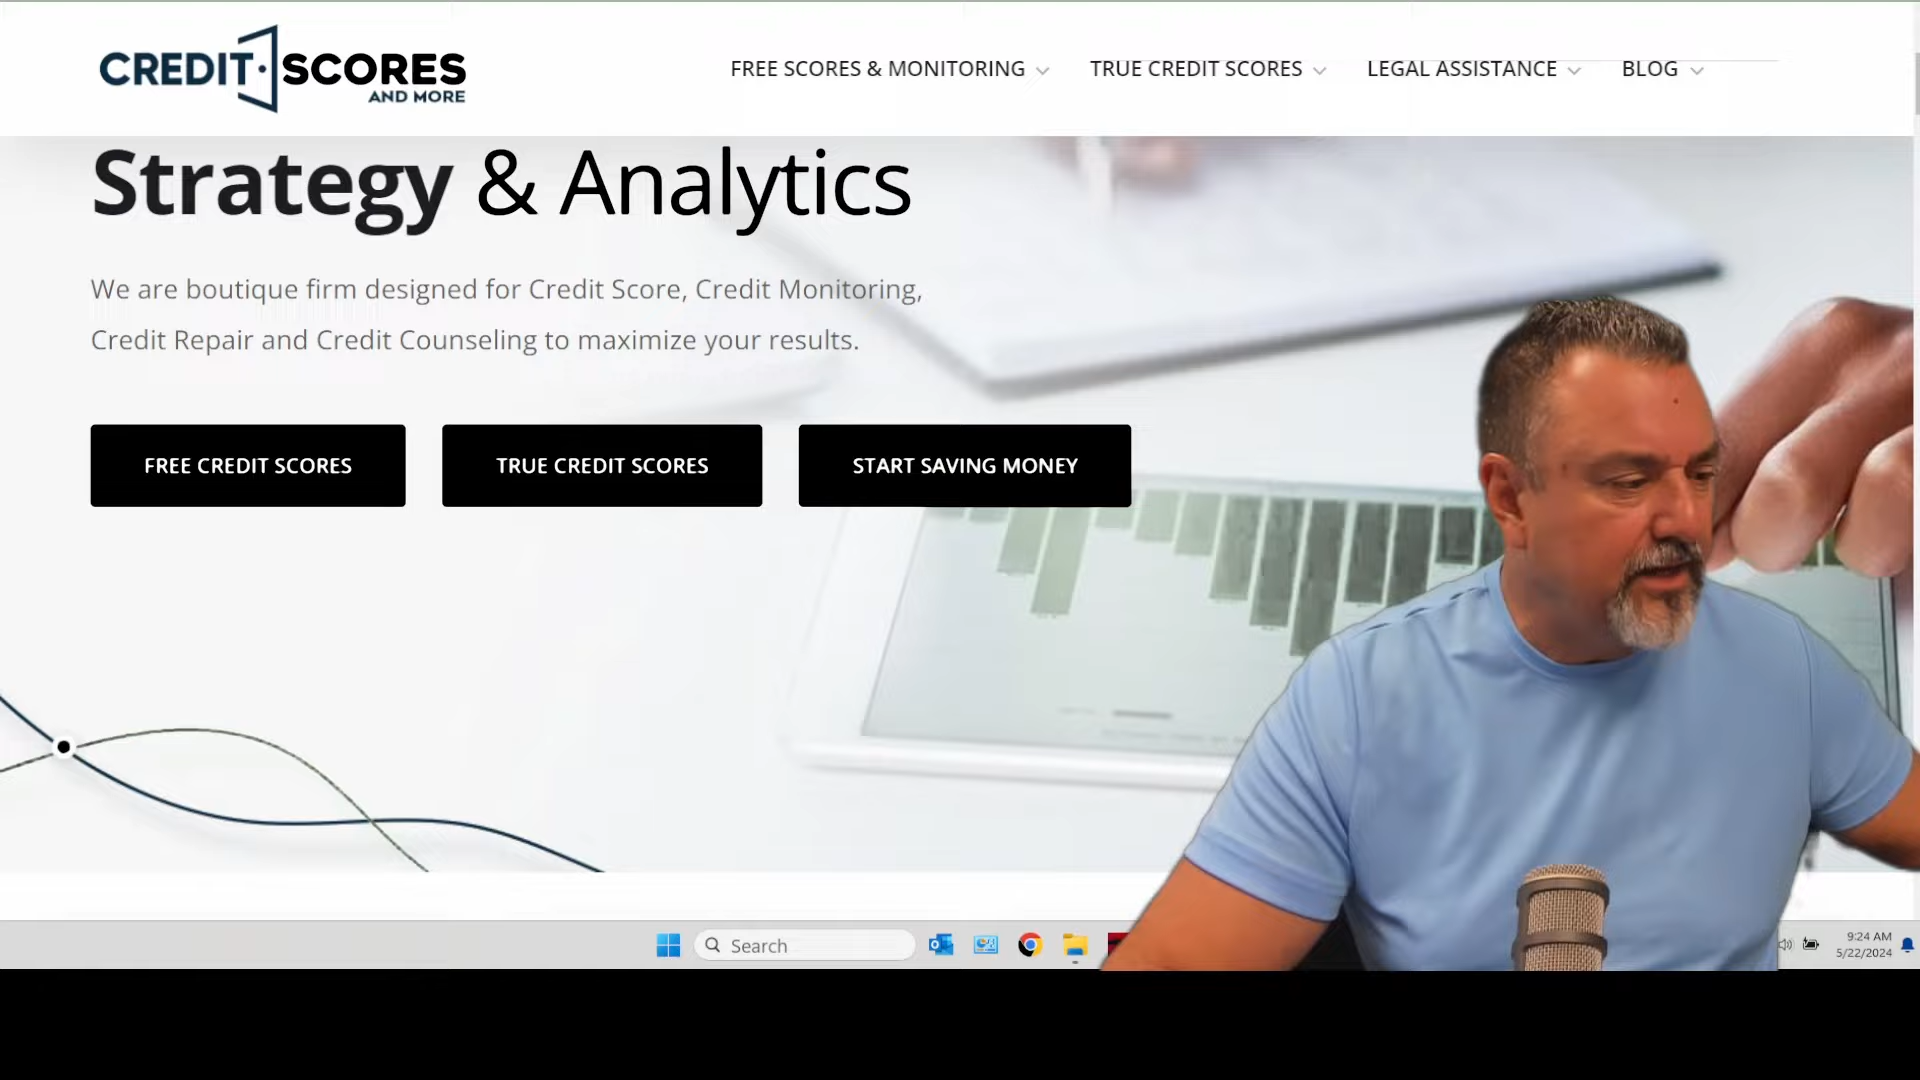 CREDIT SCORES
AND MORE
FREE SCORES & MONITORING
TRUE CREDIT SCORES
LEGAL ASSISTANCE
BLOG
Strategy & Analytics
We are boutique firm designed for Credit Score, Credit Monitoring,
Credit Repair and Credit Counseling to maximize your results.
FREE CREDIT SCORES
TRUE CREDIT SCORES
START SAVING MONEY
Search
9:24 AM
5/22/2024